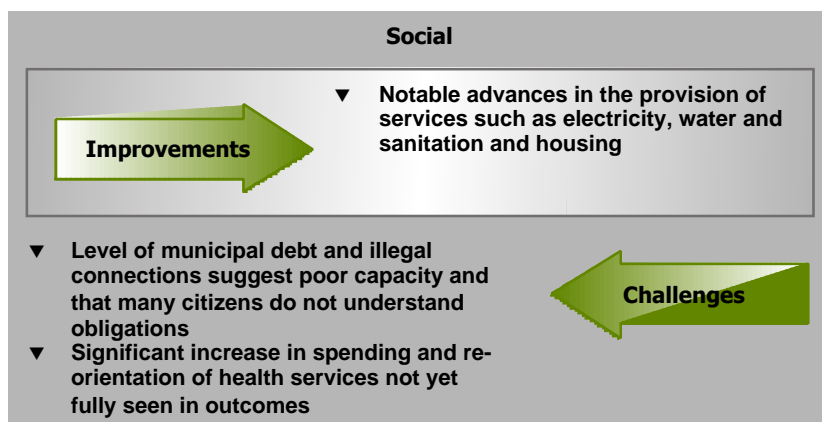 Social
Improvements
▼ Notable advances in the provision of
services such as electricity, water and
sanitation and housing
▼ Level of municipal debt and illegal
connections suggest poor capacity and
that many citizens do not understand
obligations
▼ Significant increase in spending and re-
orientation of health services not yet
fully seen in outcomes
Challenges